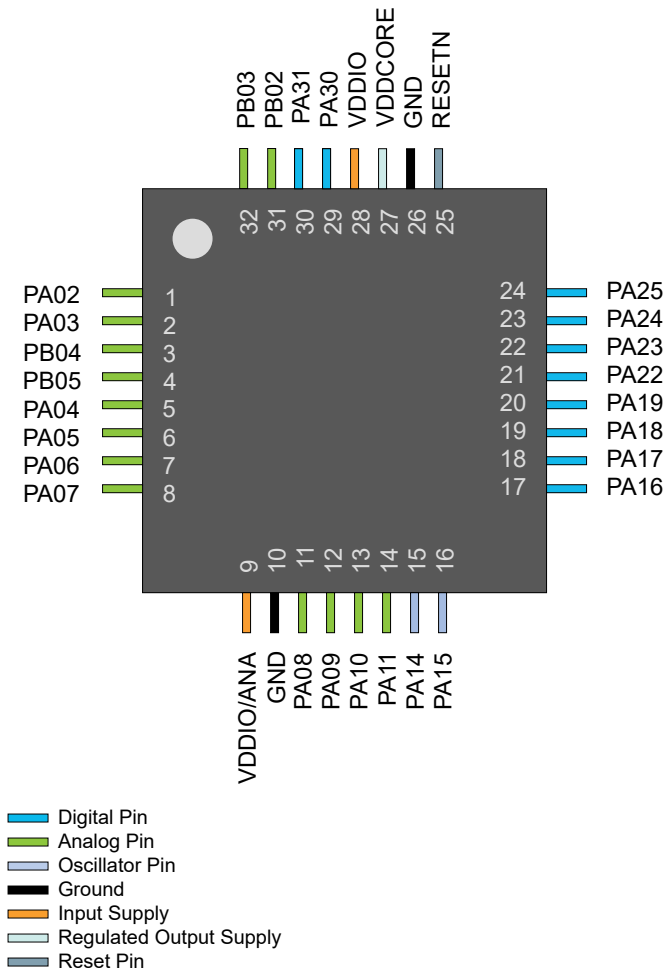 PB03
PB02
PA31
PA30
VDDIO
VDDCORE
GND
RESETN
32
31
30
29
28
27
26
25
PA02 1
PA03 2
PB04 3
PB05 4
PA04 5
PA05 6
PA06 7
PA07 8
24 PA25
23 PA24
22 PA23
21 PA22
20 PA19
19 PA18
18 PA17
17 PA16
9
10
11
12
13
14
15
16
VDDIO/ANA
GND
PA08
PA09
PA10
PA11
PA14
PA15
Digital Pin
Analog Pin
Oscillator Pin
Ground
Input Supply
Regulated Output Supply
Reset Pin